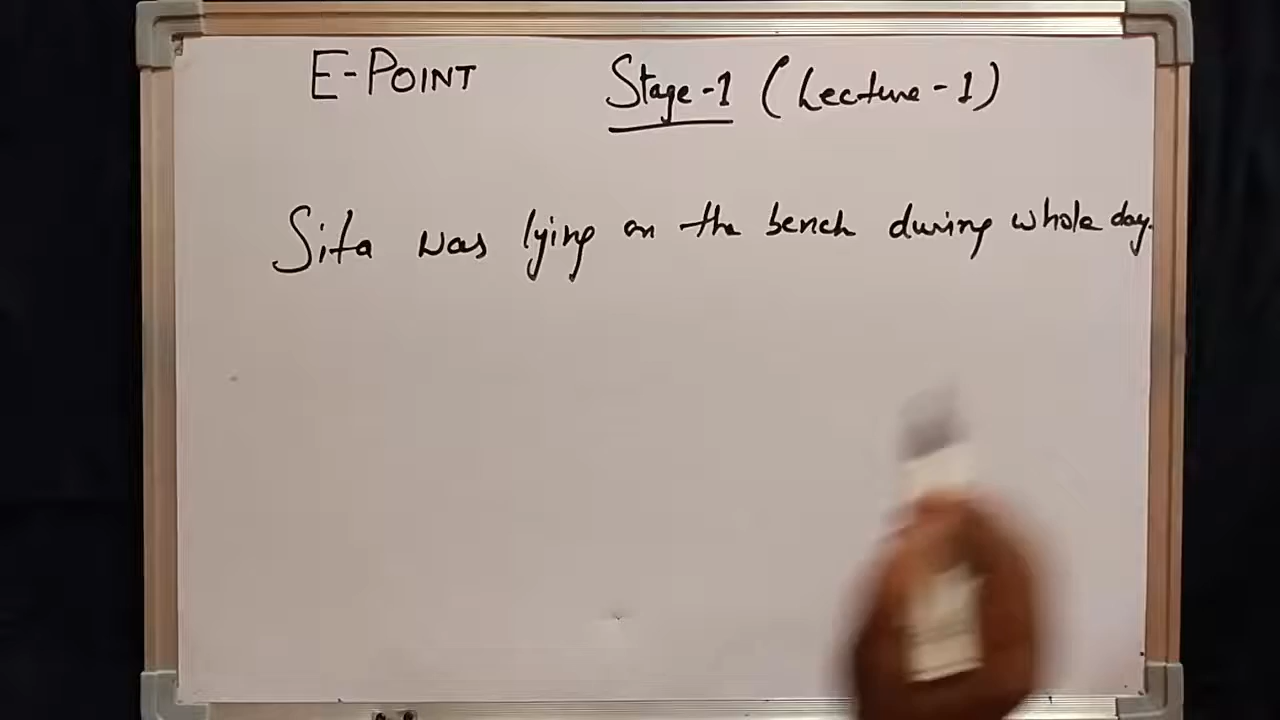 E-POINT Stage-1 (Lecture-1)
Sita was lying on the bench during whole day.